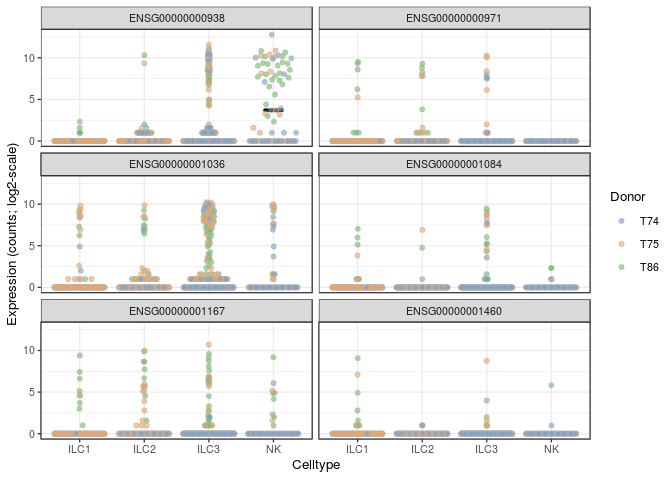 ENSG00000000938 ENSG00000000971
10
5
0
ENSG00000001036 ENSG00000001084
Expression (counts; log2-scale)
10
5
0
Donor
T74
T75
T86
ENSG00000001167 ENSG00000001460
10
5
0
ILC1 ILC2 ILC3 NK ILC1 ILC2 ILC3 NK
Celltype